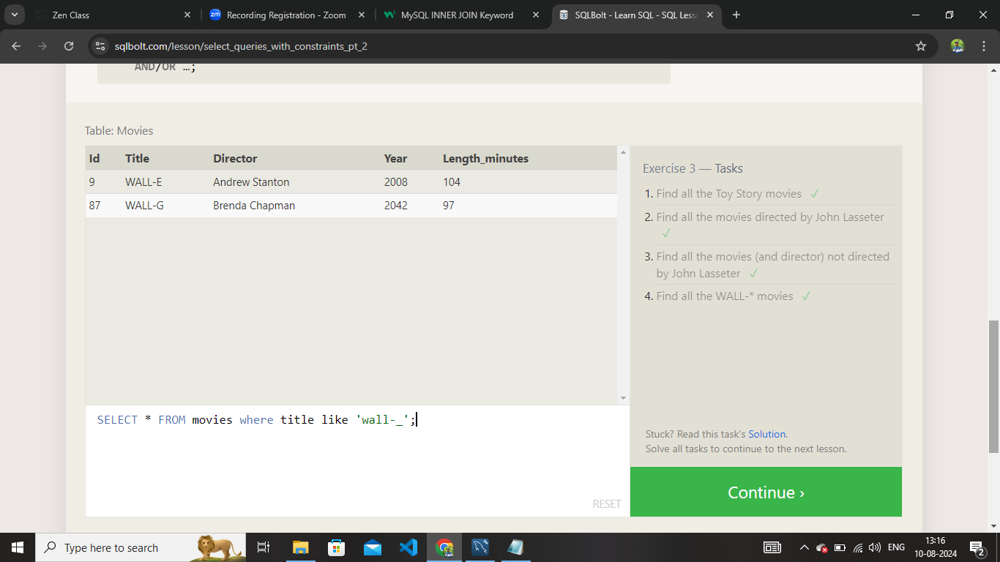 Zen Class
Recording Registration - Zoom
MySQL INNER JOIN Keyword
SQLBolt - Learn SQL - SQL Less
sqlbolt.com/lesson/select_queries_with_constraints_pt_2
AND/OR …;
Table: Movies
Id Title Director Year Length_minutes
9 WALL-E Andrew Stanton 2008 104
87 WALL-G Brenda Chapman 2042 97
SELECT * FROM movies where title like 'wall-_';
RESET
Exercise 3 — Tasks
1. Find all the Toy Story movies ✓
2. Find all the movies directed by John Lasseter
✓
3. Find all the movies (and director) not directed
by John Lasseter ✓
4. Find all the WALL-* movies ✓
Stuck? Read this task's Solution.
Solve all tasks to continue to the next lesson.
Continue ›
Type here to search
ENG
13:16
10-08-2024
2